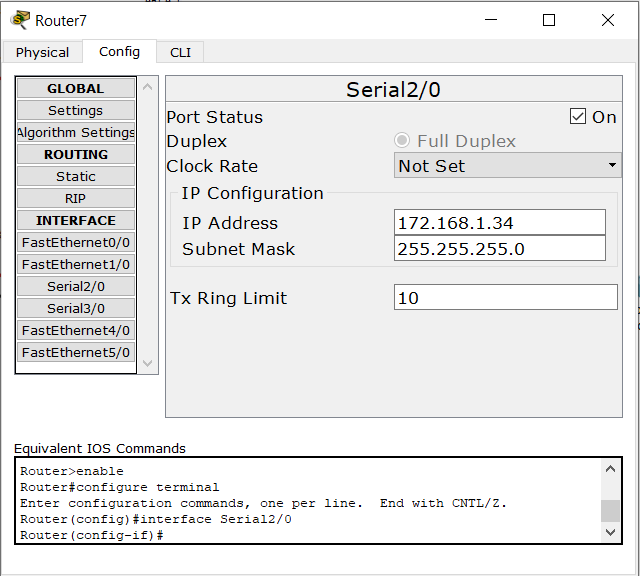 Router7
Physical
Config
CLI
GLOBAL
Settings
Algorithm Settings
ROUTING
Static
RIP
INTERFACE
FastEthernet0/0
FastEthernet1/0
Serial2/0
Serial3/0
FastEthernet4/0
FastEthernet5/0
Serial2/0
Port Status
On
Duplex
Full Duplex
Clock Rate
Not Set
IP Configuration
IP Address
172.168.1.34
Subnet Mask
255.255.255.0
Tx Ring Limit
10
Equivalent IOS Commands
Router>enable
Router#configure terminal
Enter configuration commands, one per line.  End with CNTL/Z.
Router(config)#interface Serial2/0
Router(config-if)#